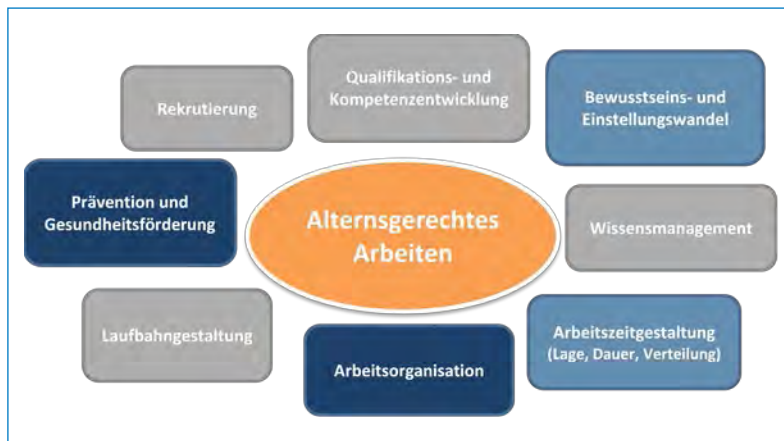 Qualifikations- und
Kompetenzentwicklung
Rekrutierung
Bewusstseins- und
Einstellungswandel
Prävention und
Gesundheitsförderung
Alternsgerechtes
Arbeiten
Wissensmanagement
Laufbahngestaltung
Arbeitsorganisation
Arbeitszeitgestaltung
(Lage, Dauer, Verteilung)